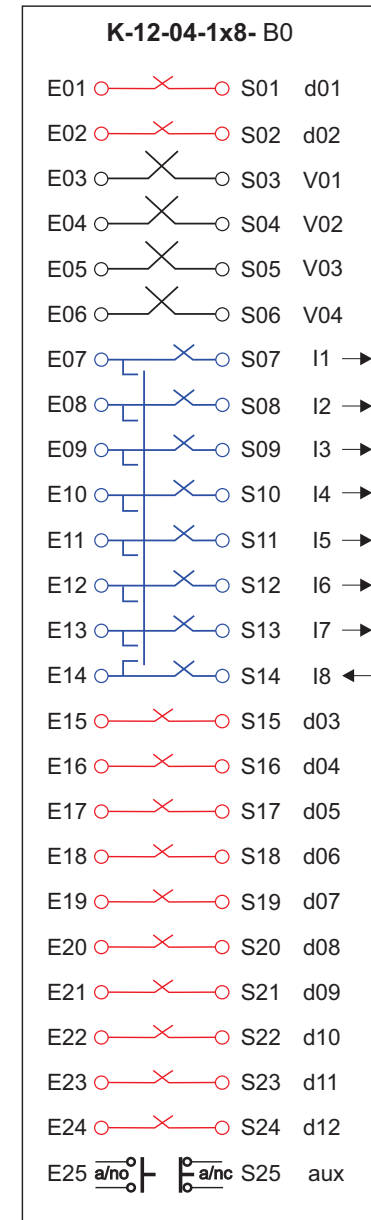 K-12-04-1x8- B0
E01 S01 d01
E02 S02 d02
E03 S03 V01
E04 S04 V02
E05 S05 V03
E06 S06 V04
E07 S07 I1
E08 S08 I2
E09 S09 I3
E10 S10 I4
E11 S11 I5
E12 S12 I6
E13 S13 I7
E14 S14 I8
E15 S15 d03
E16 S16 d04
E17 S17 d05
E18 S18 d06
E19 S19 d07
E20 S20 d08
E21 S21 d09
E22 S22 d10
E23 S23 d11
E24 S24 d12
E25 a/no a/nc S25 aux